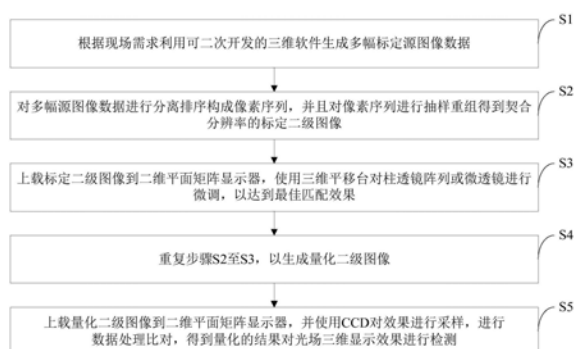 S1
根据现场需求利用可二次开发的三维软件生成多幅标定源图像数据
S2
对多幅源图像数据进行分离排序构成像素序列，并且对像素序列进行抽样重组得到契合
分辨率的标定二级图像
S3
上载标定二级图像到二维平面矩阵显示器，使用三维平移台对柱透镜阵列或微透镜进行
微调，以达到最佳匹配效果
S4
重复步骤S2至S3，以生成量化二级图像
S5
上载量化二级图像到二维平面矩阵显示器，并使用CCD对效果进行采样，进行
数据处理比对，得到量化的结果对光场三维显示效果进行检测